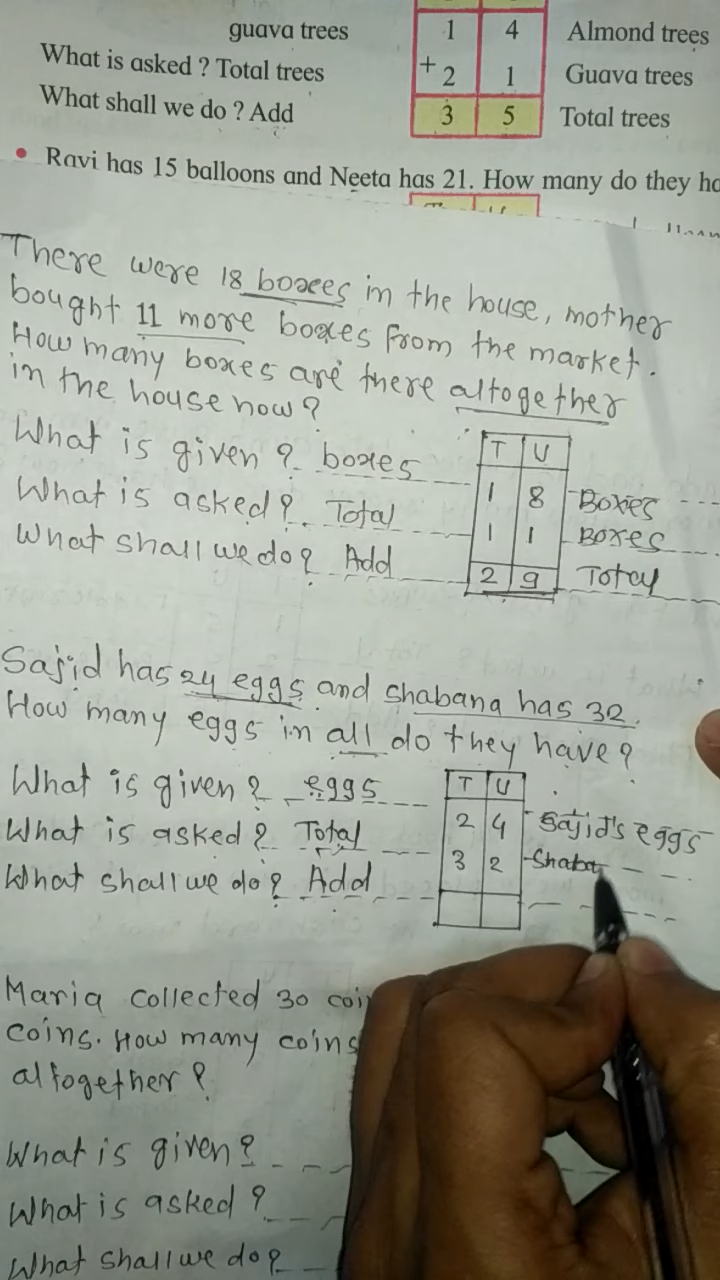 guava trees
What is asked ? Total trees
What shall we do ? Add
1 4 Almond trees
+ 2 1 Guava trees
3 5 Total trees
• Ravi has 15 balloons and Neeta has 21. How many do they
There were 18 boxes in the house, mother
bought 11 more boxes from the market.
How many boxes are there altogether
in the house now?
What is given? boxes
What is asked? Total
What shall we do? Add
T U
1 8 Boxes
1 1 Boxes
2 9 Total
Sajid has 24 eggs and shabana has 32.
How many eggs in all do they have?
What is given? eggs
What is asked? Total
What shall we do? Add
T U
2 4 Sajid's eggs
3 2 Shaba
Maria collected 30
coins. How many coins
altogether?
What is given?
What is asked?
What shall we do?